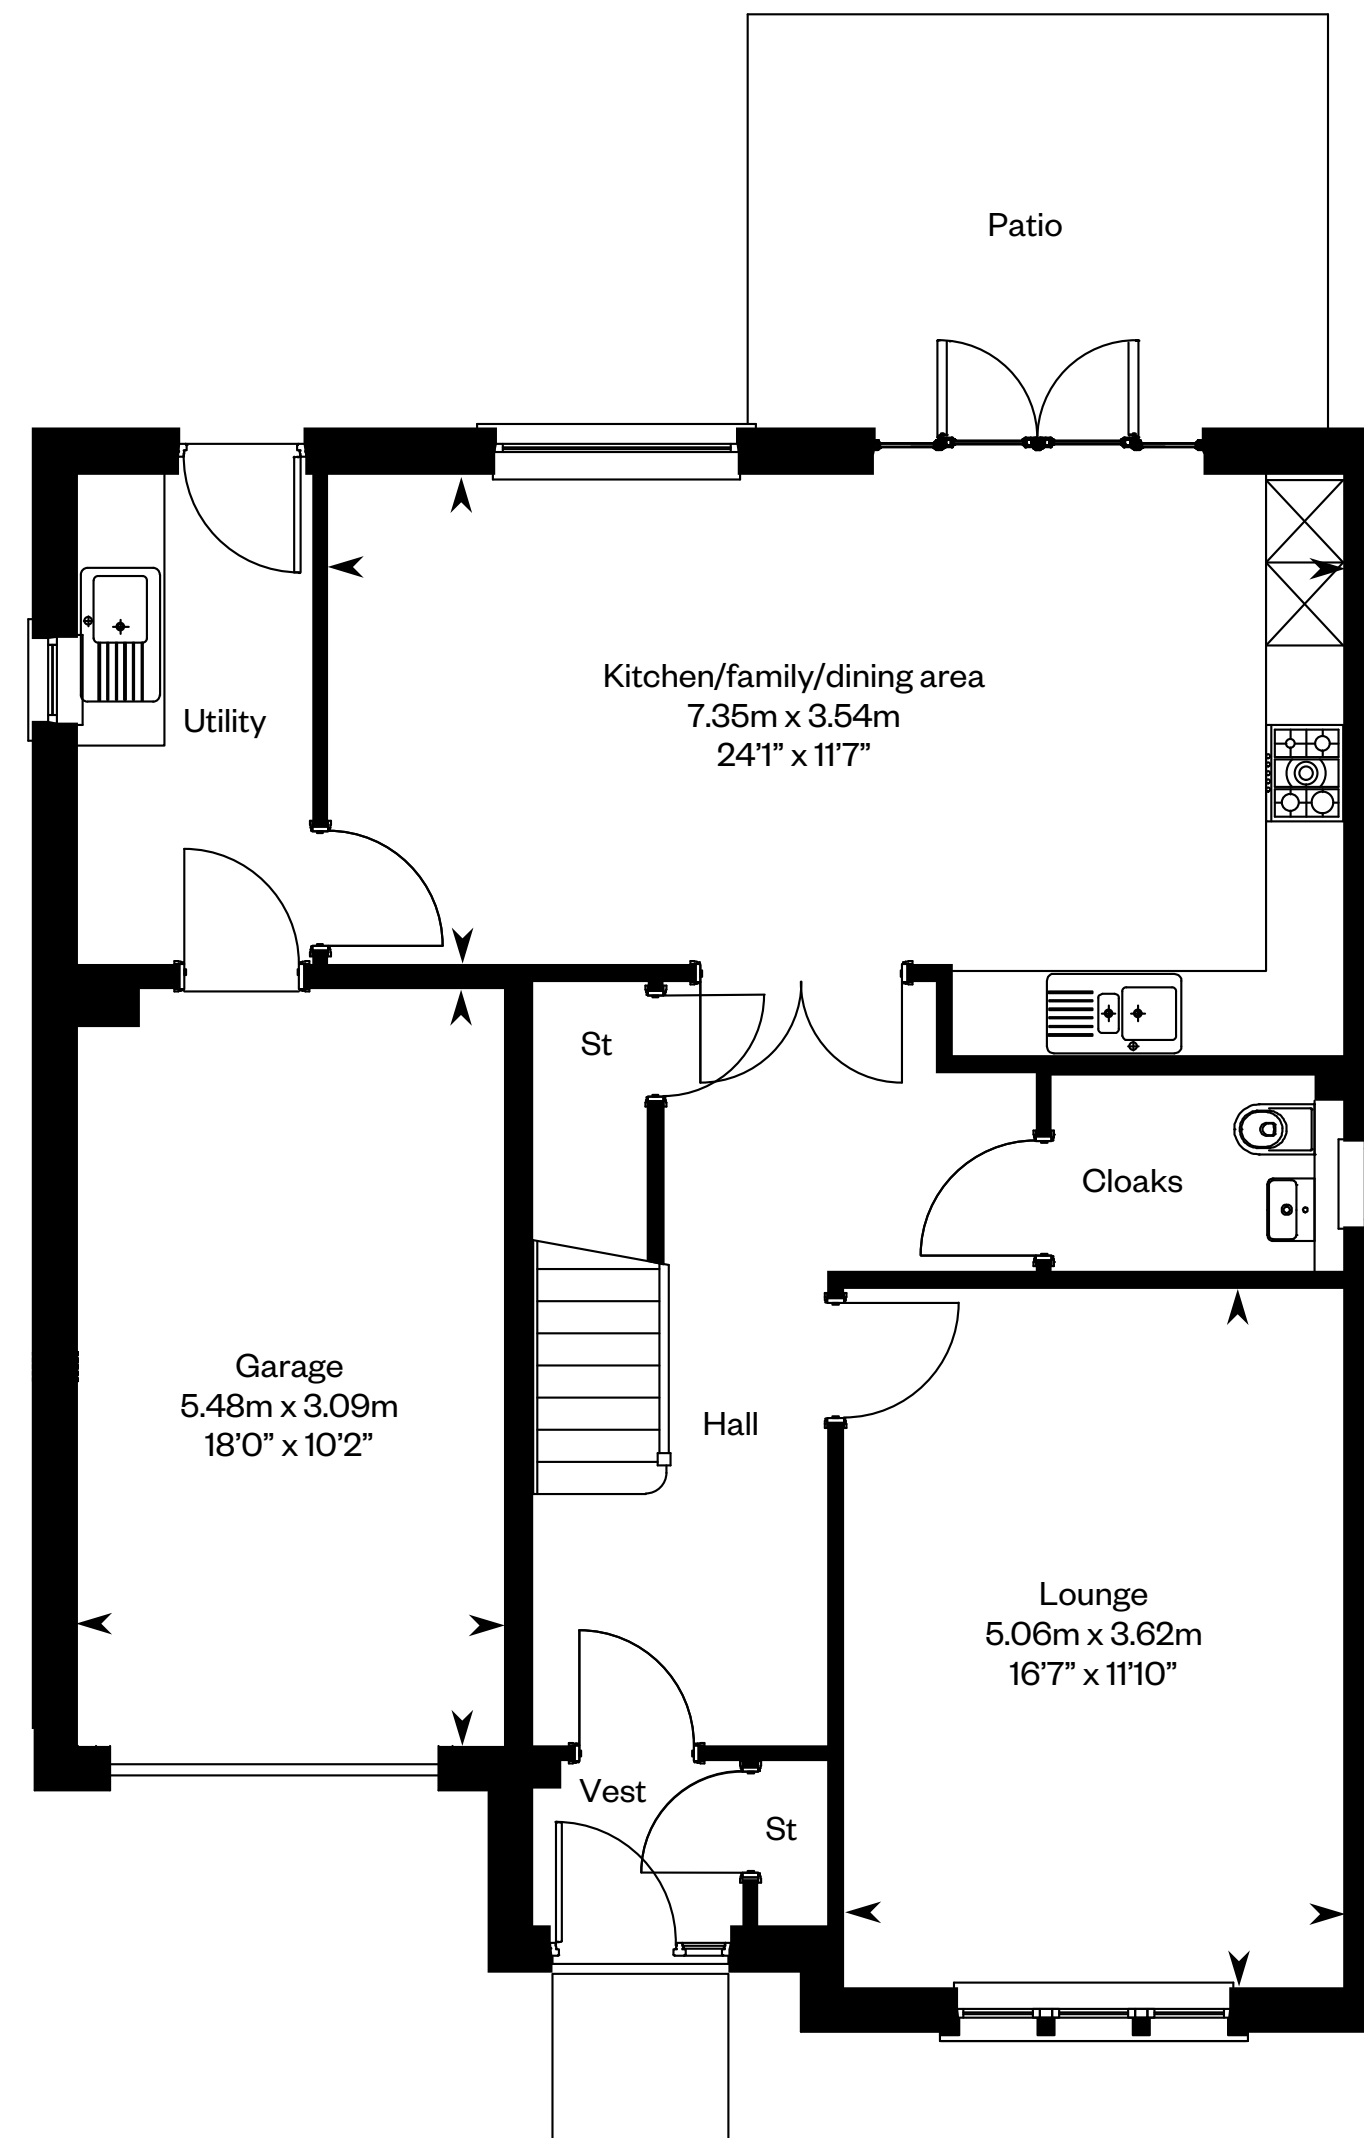 Patio
Kitchen/family/dining area
7.35m x 3.54m
24’1” x 11’7”
Utility
St
Cloaks
Garage
5.48m x 3.09m
18’0” x 10’2”
Hall
Lounge
5.06m x 3.62m
16’7” x 11’10”
Vest
St